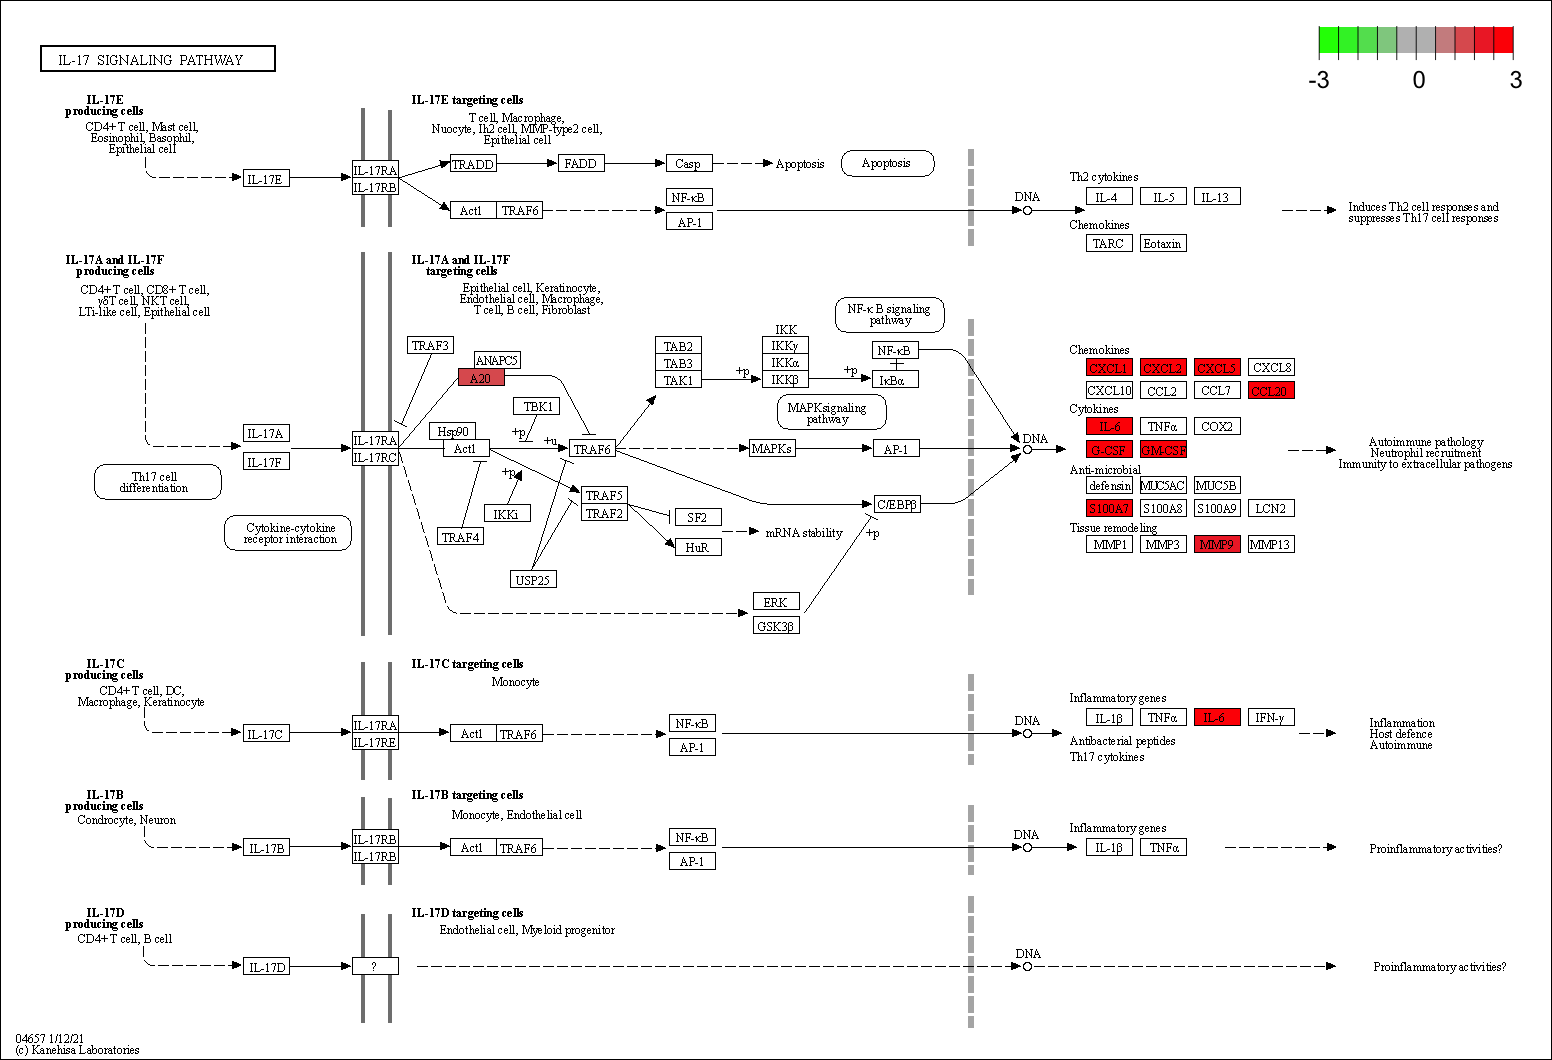 IL-17 SIGNALING PATHWAY
-3 0 3
IL-17E
producing cells
CD4+ T cell, Mast cell,
Eosinophil, Basophil,
Epithelial cell
IL-17E
IL-17RA
IL-17RB
IL-17E targeting cells
T cell, Macrophage,
Nuocyte, Ih2 cell, MMP-type2 cell,
Epithelial cell
TRADD
FADD
Casp
Apoptosis
Apoptosis
Act1 TRAF6
NF-κB
AP-1
DNA
Th2 cytokines
IL-4 IL-5 IL-13
Chemokines
TARC Eotaxin
Induces Th2 cell responses and
suppresses Th17 cell responses
IL-17A and IL-17F
producing cells
CD4+ T cell, CD8+ T cell,
γδT cell, NKT cell,
LTi-like cell, Epithelial cell
IL-17A
IL-17F
Th17 cell
differentiation
Cytokine-cytokine
receptor interaction
IL-17RA
IL-17RC
IL-17A and IL-17F
targeting cells
Epithelial cell, Keratinocyte,
Endothelial cell, Macrophage,
T cell, B cell, Fibroblast
TRAF3
ANAPC5
A20
TBK1
Hsp90
Act1
+p
+u
TRAF6
+p
IKKi
TRAF4
USP25
TRAF5
TRAF2
SF2
HuR
mRNA stability
TAB2
TAB3
TAK1
+p
IKK
IKKγ
IKKα
IKKβ
+p
NF-κB
IκBα
NF-κ B signaling
pathway
MAPK signaling
pathway
MAPKs
AP-1
C/EBPβ
+p
ERK
GSK3β
DNA
Chemokines
CXCL1 CXCL2 CXCL5 CXCL8
CXCL10 CCL2 CCL7 CCL20
Cytokines
IL-6 TNFα COX2
G-CSF GM-CSF
Anti-microbial
defensin MUC5AC MUC5B
S100A7 S100A8 S100A9 LCN2
Tissue remodeling
MMP1 MMP3 MMP9 MMP13
Autoimmune pathology
Neutrophil recruitment
Immunity to extracellular pathogens
IL-17C
producing cells
CD4+ T cell, DC,
Macrophage, Keratinocyte
IL-17C
IL-17RA
IL-17RE
IL-17C targeting cells
Monocyte
Act1 TRAF6
NF-κB
AP-1
DNA
Inflammatory genes
IL-1β TNFα IL-6 IFN-γ
Antibacterial peptides
Th17 cytokines
Inflammation
Host defence
Autoimmune
IL-17B
producing cells
Condrocyte, Neuron
IL-17B
IL-17RB
IL-17RB
IL-17B targeting cells
Monocyte, Endothelial cell
Act1 TRAF6
NF-κB
AP-1
DNA
Inflammatory genes
IL-1β TNFα
Proinflammatory activities?
IL-17D
producing cells
CD4+ T cell, B cell
IL-17D
?
IL-17D targeting cells
Endothelial cell, Myeloid progenitor
DNA
Proinflammatory activities?
04657 1/12/21
(c) Kanehisa Laboratories